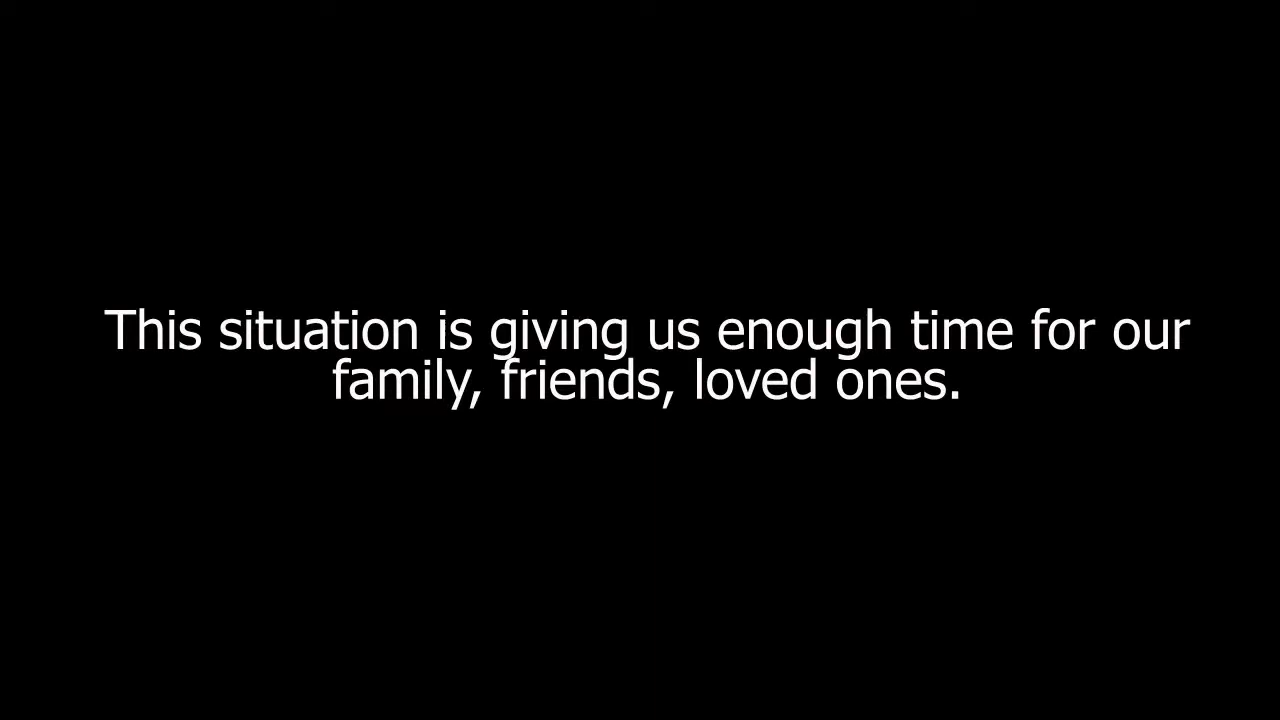 This situation is giving us enough time for our
family, friends, loved ones.